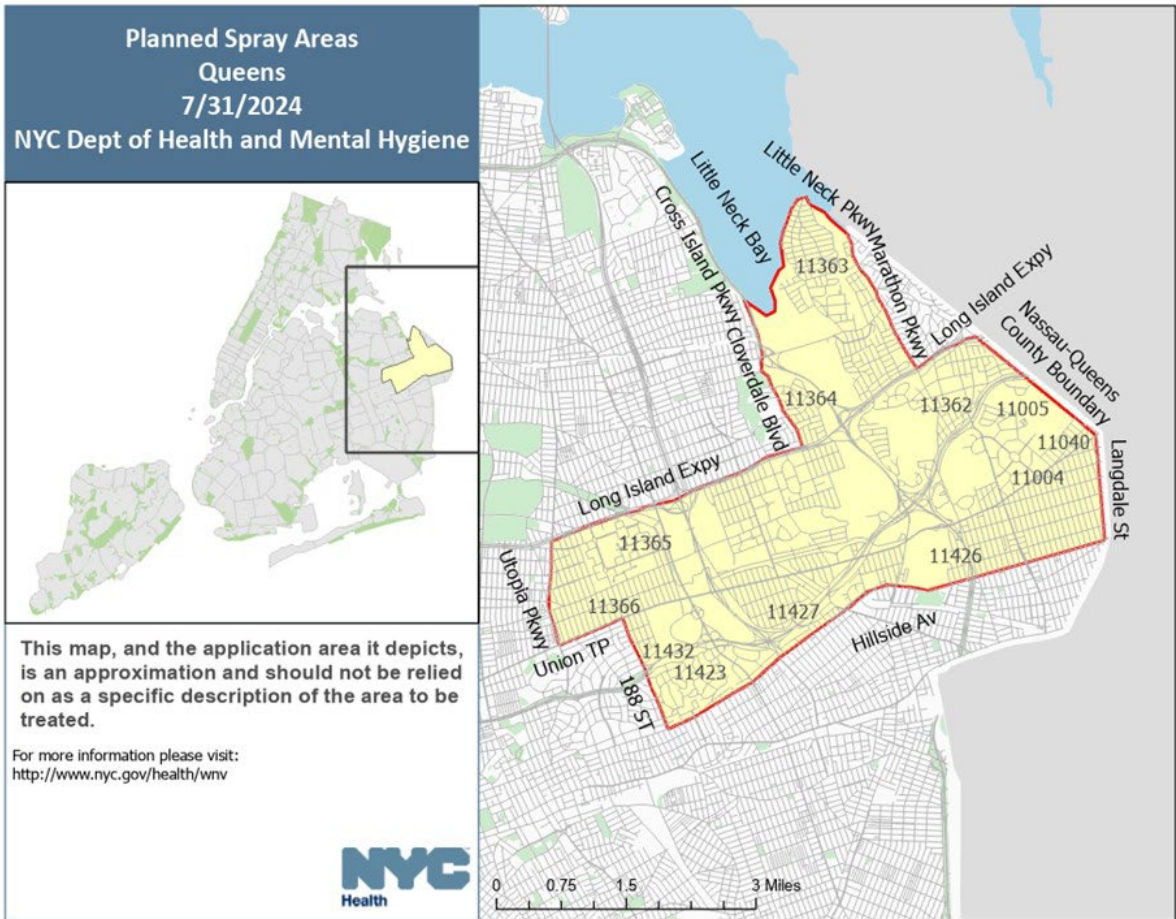 Planned Spray Areas
Queens
7/31/2024
NYC Dept of Health and Mental Hygiene
This map, and the application area it depicts,
is an approximation and should not be relied
on as a specific description of the area to be
treated.
For more information please visit:
http://www.nyc.gov/health/wnv
NYC
Health
Little Neck Bay
Little Neck Pkwy
Marathon Pkwy
Cross Island Pkwy
Cloverdale Blvd
Long Island Expy
Nassau-Queens
County Boundary
Langdale St
11363
11364
11362
11005
11040
11004
Long Island Expy
11365
11426
Utopia Pkwy
11366
11427
Hillside Av
Union TP
11432
11423
188 ST
0 0.75 1.5 3 Miles